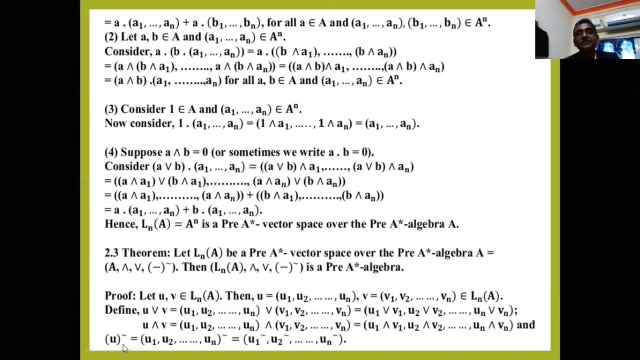 = a . (a₁, …, aₙ) + a . (b₁, …, bₙ), for all a ∈ A and (a₁, …, aₙ), (b₁, …, bₙ) ∈ Aⁿ.
(2) Let a, b ∈ A and (a₁, …, aₙ) ∈ Aⁿ.
Consider, a . (b . (a₁, …, aₙ) = a . ((b ∧ a₁), ……., (b ∧ aₙ))
= (a ∧ (b ∧ a₁), …….., a ∧ (b ∧ aₙ) = ((a ∧ b)∧ a₁, …….,(a ∧ b) ∧ aₙ)
= (a ∧ b) .(a₁, …….,aₙ) for all a, b ∈ A and (a₁, …, aₙ) ∈ Aⁿ.
(3) Consider 1 ∈ A and (a₁, …, aₙ) ∈ Aⁿ.
Now consider, 1 . (a₁, …, aₙ) = (1 ∧ a₁, ….. , 1 ∧ aₙ) = (a₁, …, aₙ).
(4) Suppose a ∧ b = 0 (or sometimes we write a . b = 0).
Consider (a ∨ b) . (a₁, …, aₙ) = ((a ∨ b) ∧ a₁,……, (a ∨ b) ∧ aₙ)
= ((a ∧ a₁) ∨ (b ∧ a₁),………., (a ∧ aₙ) ∨ (b ∧ aₙ))
= ((a ∧ a₁),………., (a ∧ aₙ)) + ((b ∧ a₁),……….,(b ∧ aₙ))
= a . (a₁, …, aₙ) + b . (a₁, …, aₙ).
Hence, Lₙ(A) = Aⁿ is a Pre A*- vector space over the Pre A*-algebra A.
2.3 Theorem: Let Lₙ(A) be a Pre A*- vector space over the Pre A*-algebra A =
(A, ∧, ∨, (−)~). Then (Lₙ(A), ∧, ∨, (−)~) is a Pre A*-algebra.
Proof: Let u, v ∈ Lₙ(A). Then, u = (u₁, u₂, … …, uₙ), v = (v₁, v₂, … …, vₙ) ∈ Lₙ(A).
Define, u ∨ v = (u₁, u₂, … …, uₙ) ∨ (v₁, v₂, … …, vₙ) = (u₁ ∨ v₁, u₂ ∨ v₂, … …, uₙ ∨ vₙ);
u ∧ v = (u₁, u₂, … …, uₙ) ∧ (v₁, v₂, … …, vₙ) = (u₁ ∧ v₁, u₂ ∧ v₂, … …, uₙ ∧ vₙ) and
(u)~ = (u₁, u₂, … …, uₙ)~ = (u₁~, u₂~, … …, uₙ~).